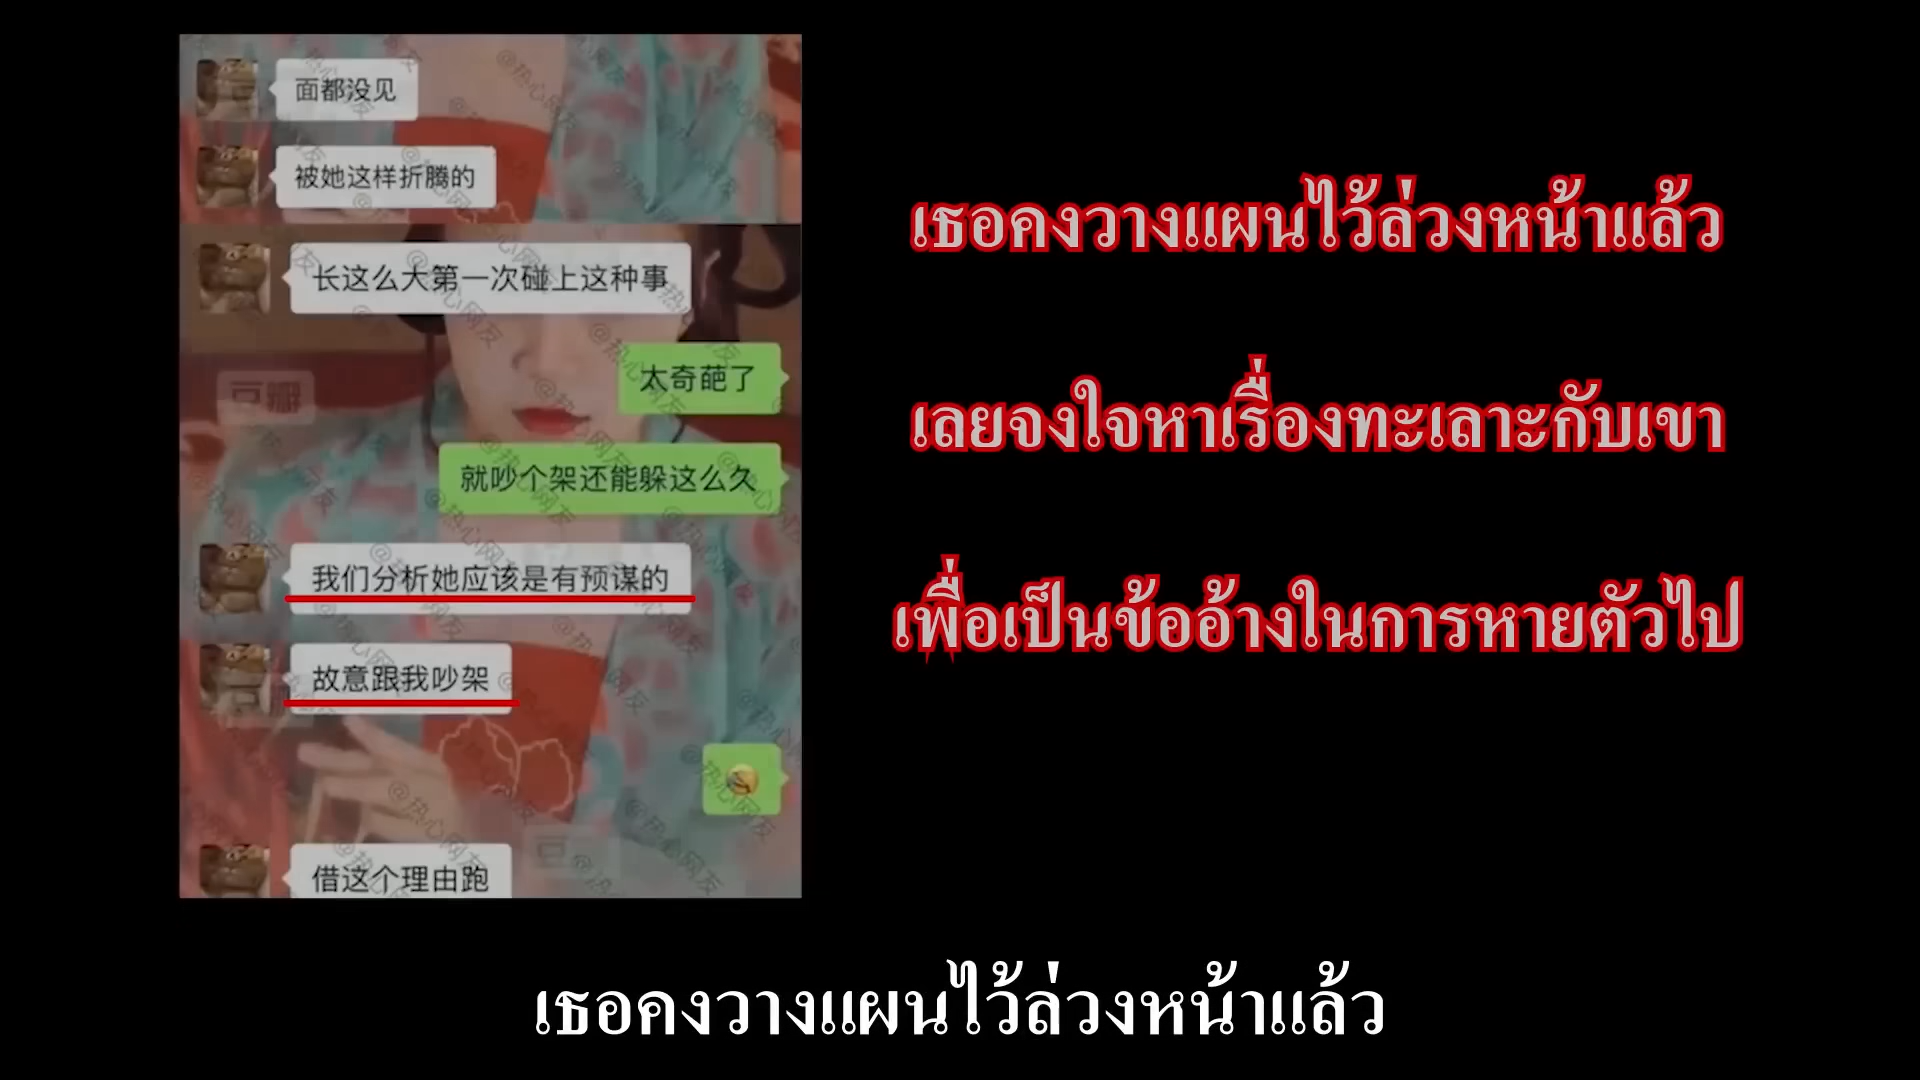 面都没见
被她这样折腾的
长这么大第一次碰上这种事
太奇葩了
豆瓣
就吵个架还能躲这么久
我们分析她应该是有预谋的
故意跟我吵架
借这个理由跑
@热心网友
เธอคงวางแผนไว้ล่วงหน้าแล้ว
เลยจงใจหาเรื่องทะเลาะกับเขา
เพื่อเป็นข้ออ้างในการหายตัวไป
เธอคงวางแผนไว้ล่วงหน้าแล้ว